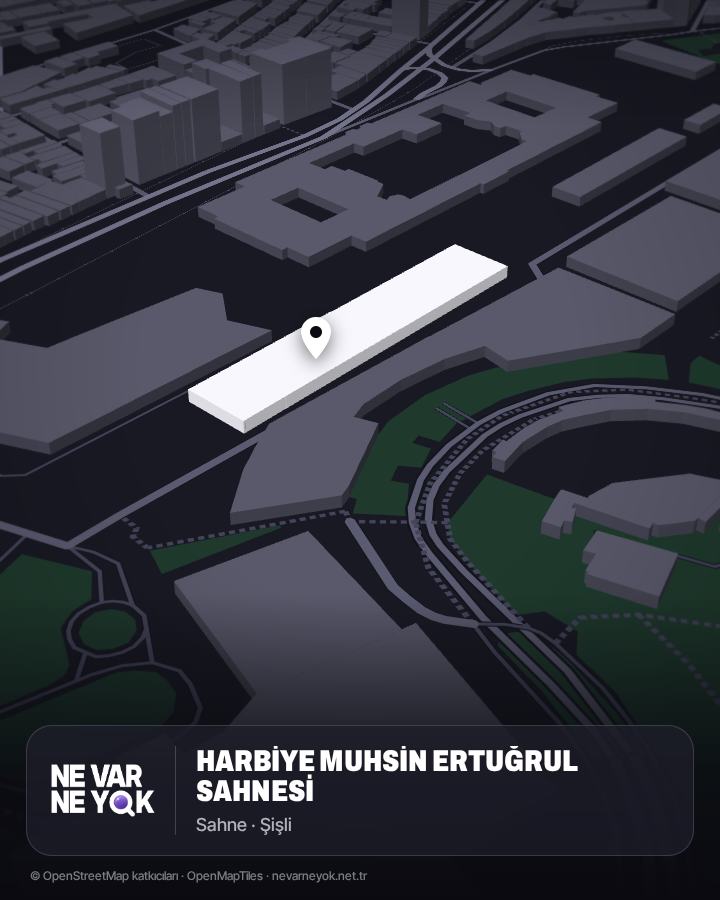 NE VAR
NE YOK
HARBİYE MUHSİN ERTUĞRUL
SAHNESİ
Sahne · Şişli
© OpenStreetMap katkıcıları · OpenMapTiles · nevarneyok.net.tr